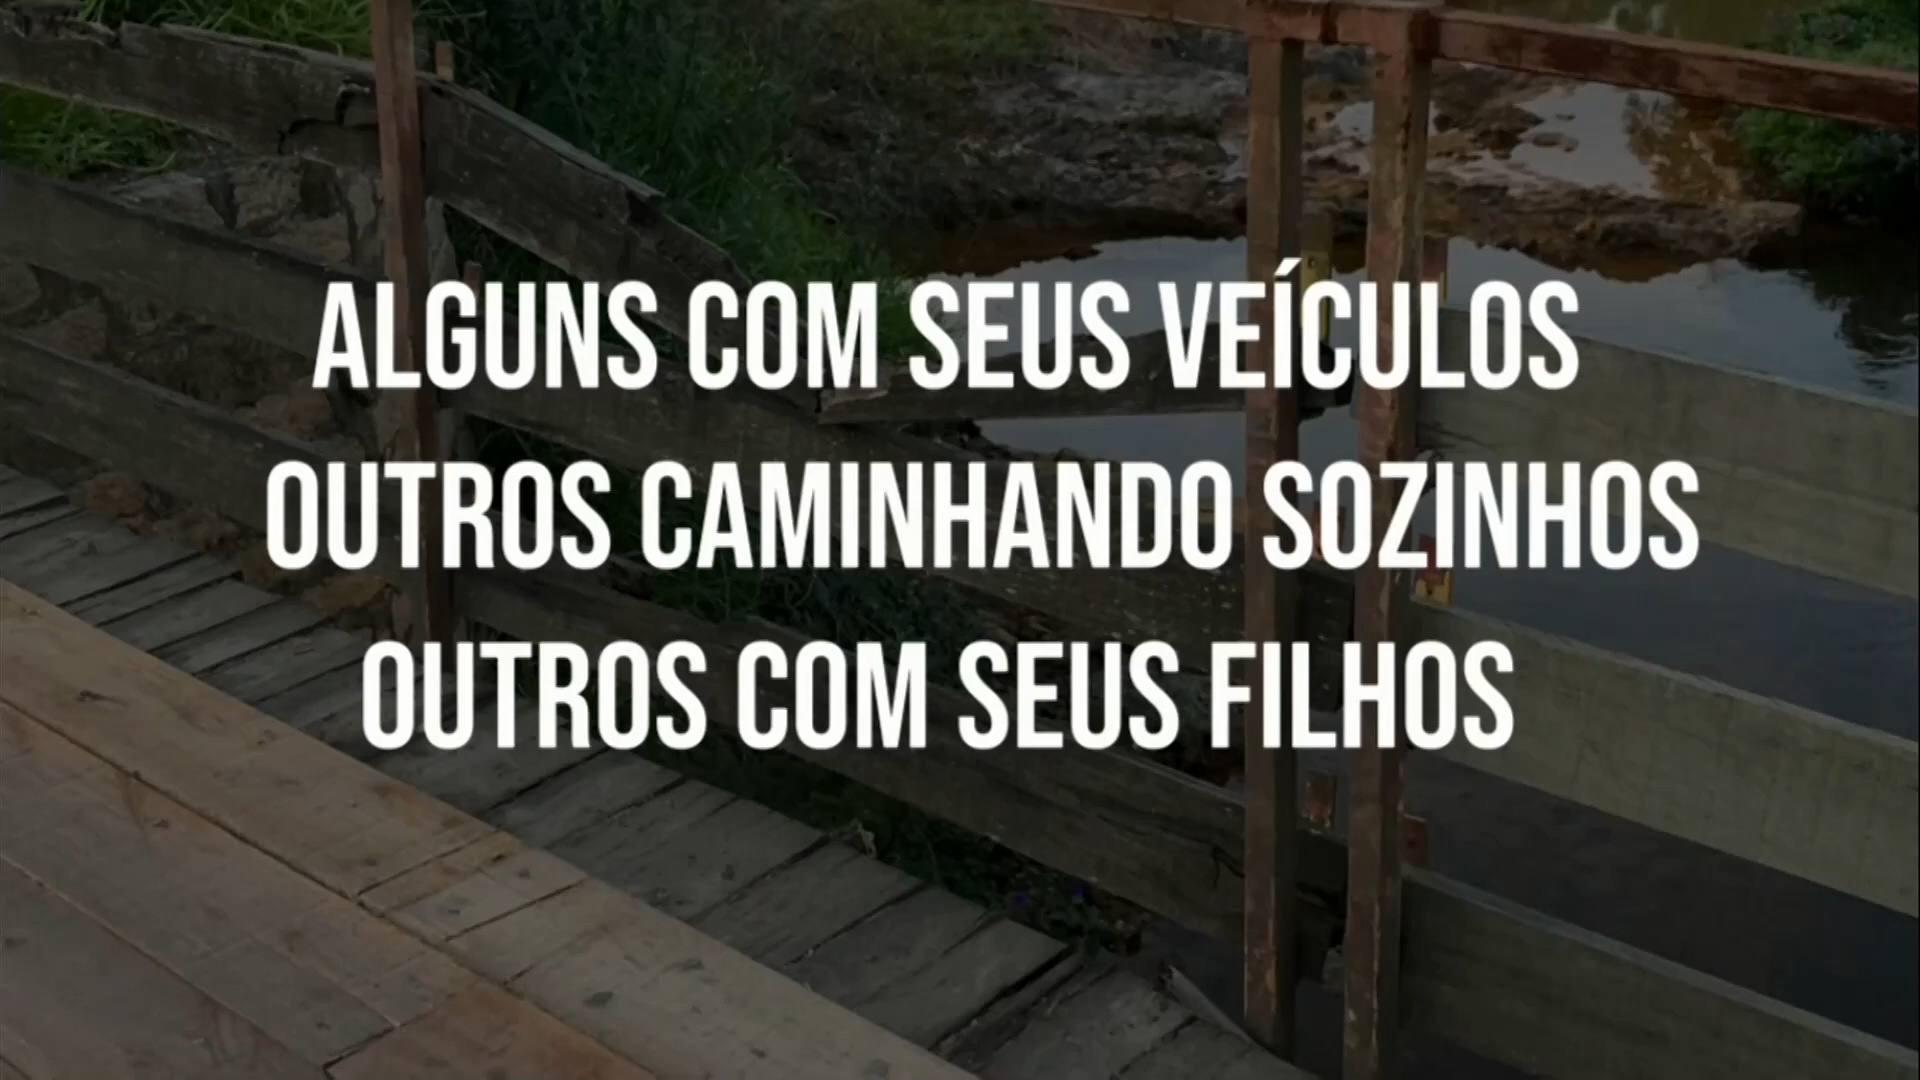 ALGUNS COM SEUS VEÍCULOS
OUTROS CAMINHANDO SOZINHOS
OUTROS COM SEUS FILHOS